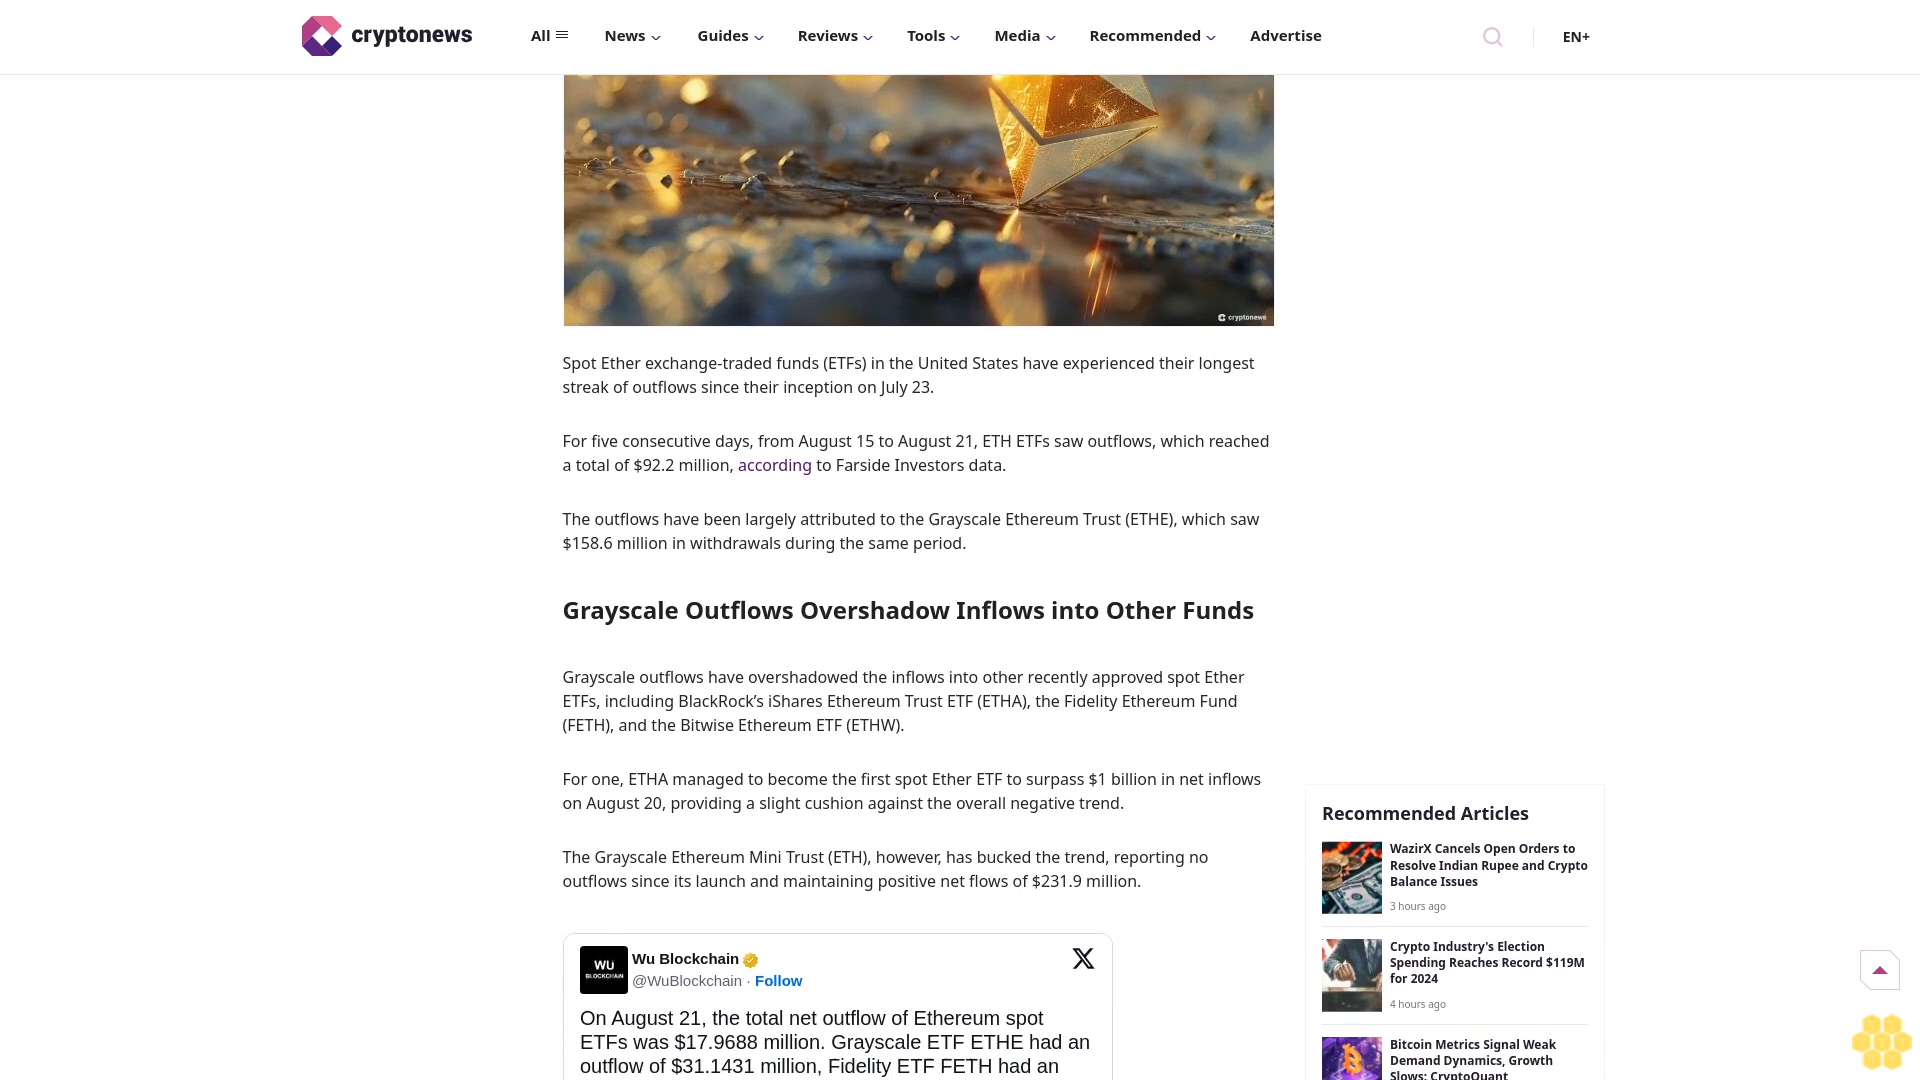 cryptonews
All
News
Guides
Reviews
Tools
Media
Recommended
Advertise
EN+
cryptonews
Spot Ether exchange-traded funds (ETFs) in the United States have experienced their longest
streak of outflows since their inception on July 23.
For five consecutive days, from August 15 to August 21, ETH ETFs saw outflows, which reached
a total of $92.2 million, according to Farside Investors data.
The outflows have been largely attributed to the Grayscale Ethereum Trust (ETHE), which saw
$158.6 million in withdrawals during the same period.
Grayscale Outflows Overshadow Inflows into Other Funds
Grayscale outflows have overshadowed the inflows into other recently approved spot Ether
ETFs, including BlackRock’s iShares Ethereum Trust ETF (ETHA), the Fidelity Ethereum Fund
(FETH), and the Bitwise Ethereum ETF (ETHW).
For one, ETHA managed to become the first spot Ether ETF to surpass $1 billion in net inflows
on August 20, providing a slight cushion against the overall negative trend.
The Grayscale Ethereum Mini Trust (ETH), however, has bucked the trend, reporting no
outflows since its launch and maintaining positive net flows of $231.9 million.
WU
BLOCKCHAIN
Wu Blockchain
@WuBlockchain · Follow
On August 21, the total net outflow of Ethereum spot
ETFs was $17.9688 million. Grayscale ETF ETHE had an
outflow of $31.1431 million, Fidelity ETF FETH had an
Recommended Articles
WazirX Cancels Open Orders to
Resolve Indian Rupee and Crypto
Balance Issues
3 hours ago
Crypto Industry's Election
Spending Reaches Record $119M
for 2024
4 hours ago
Bitcoin Metrics Signal Weak
Demand Dynamics, Growth
Slows: CryptoQuant